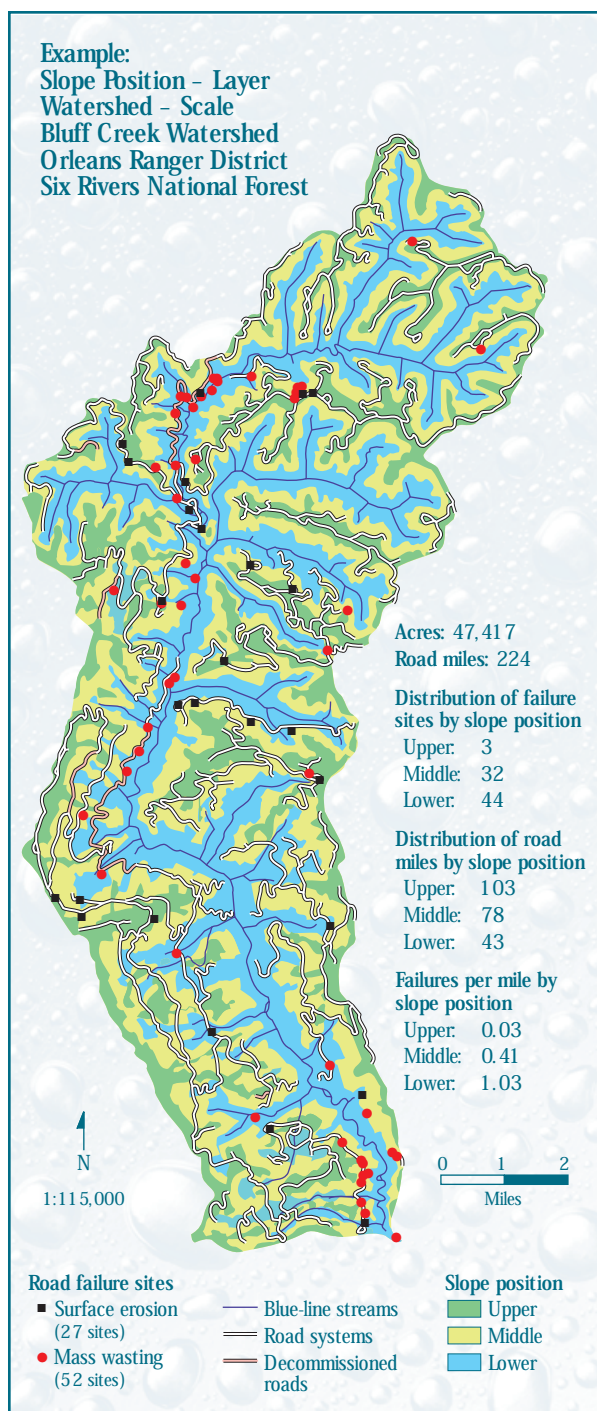 Example:
Slope Position – Layer
Watershed – Scale
Bluff Creek Watershed
Orleans Ranger District
Six Rivers National Forest
Acres: 47,417
Road miles: 224
Distribution of failure
sites by slope position
Upper: 3
Middle: 32
Lower: 44
Distribution of road
miles by slope position
Upper: 103
Middle: 78
Lower: 43
Failures per mile by
slope position
Upper: 0.03
Middle: 0.41
Lower: 1.03
N
1:115,000
0 1 2
Miles
Road failure sites
Surface erosion
(27 sites)
Mass wasting
(52 sites)
Blue-line streams
Road systems
Decommissioned
roads
Slope position
Upper
Middle
Lower